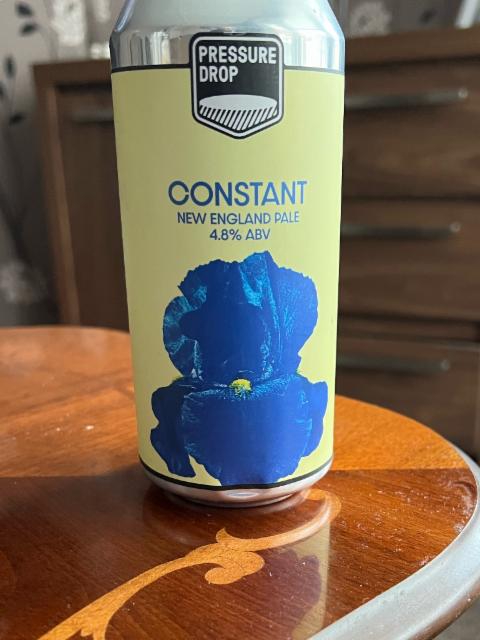 PRESSURE
DROP
CONSTANT
NEW ENGLAND PALE
4.8% ABV